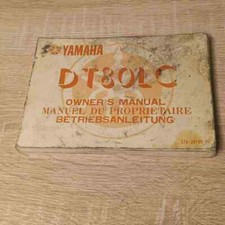 YAMAHA
DT80LC
OWNER'S MANUAL
MANUEL DU PROPRIETAIRE
BETRIEBSANLEITUNG